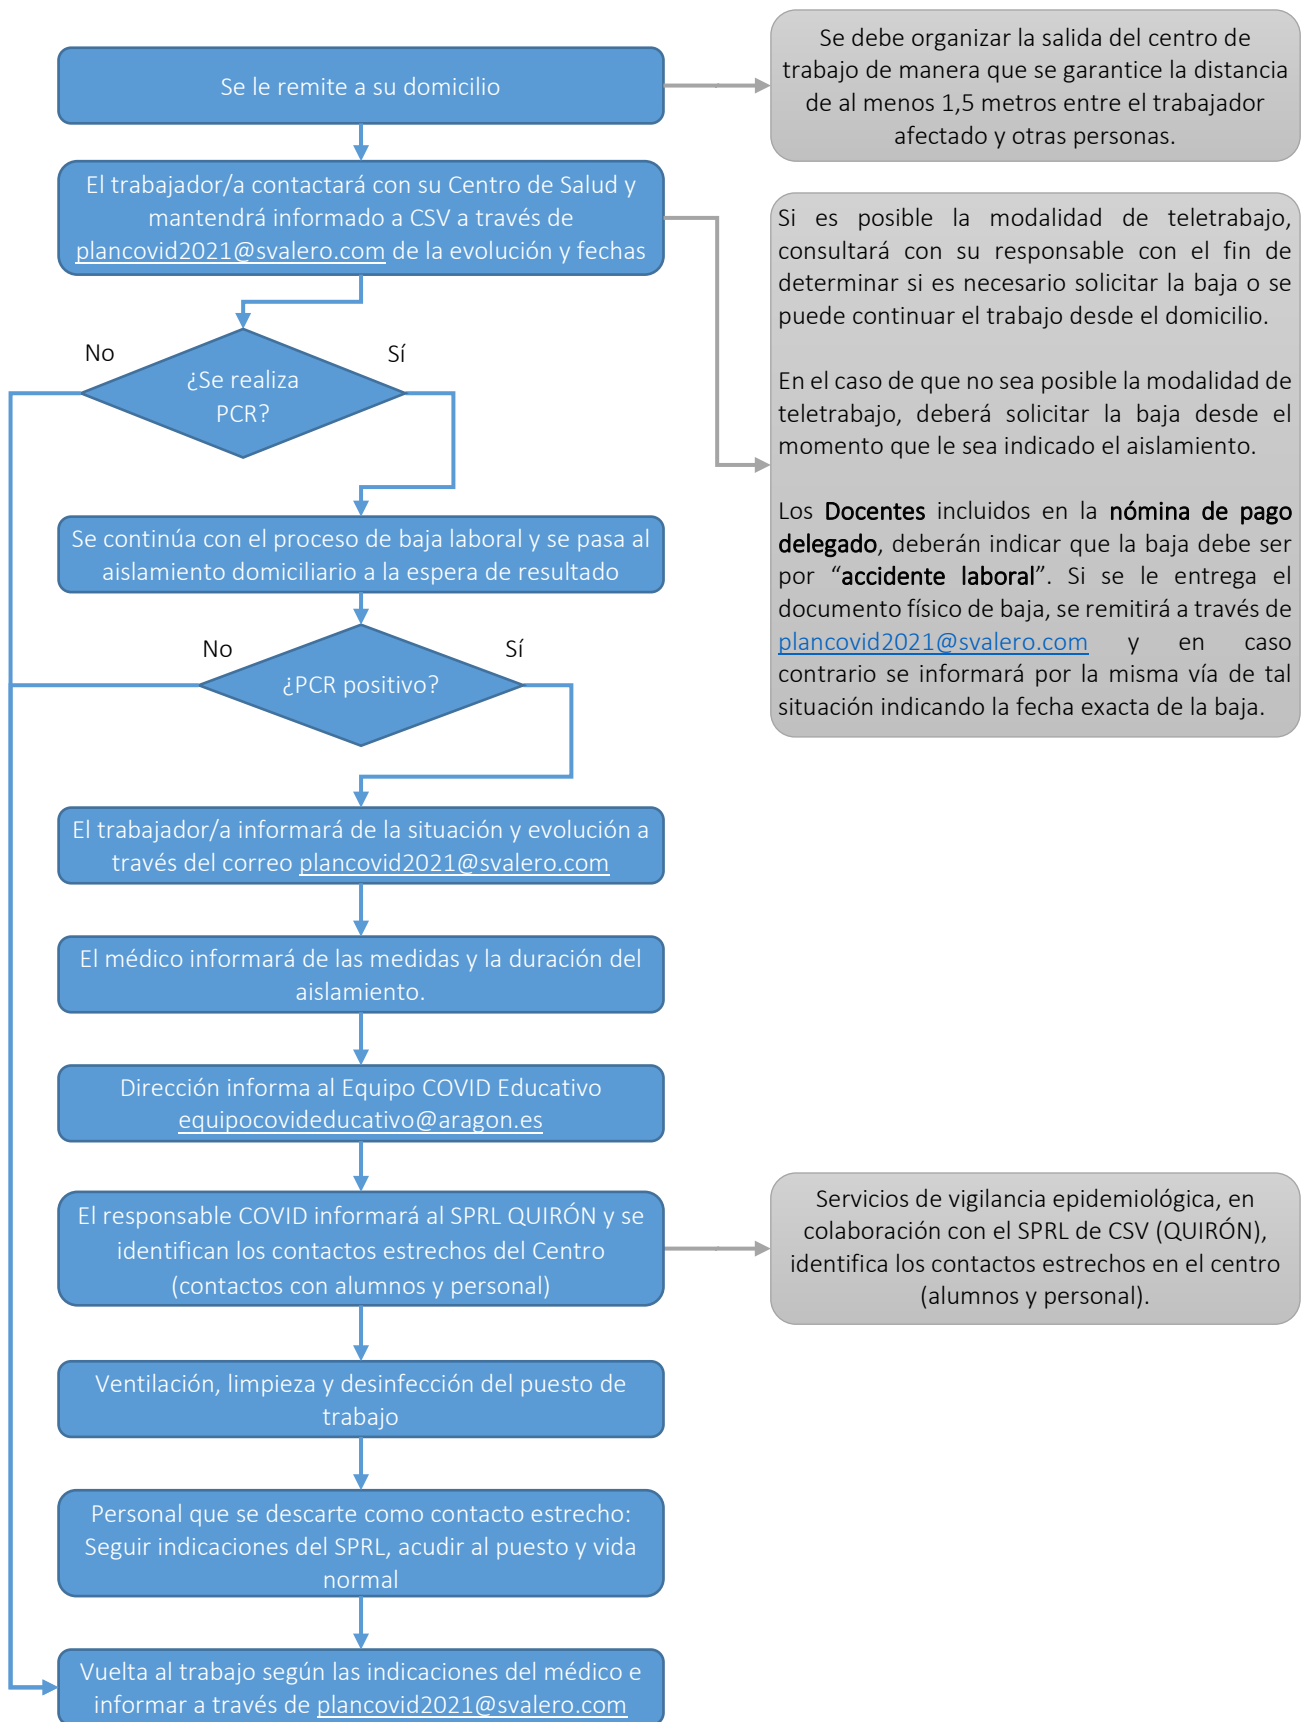 Se le remite a su domicilio
Se debe organizar la salida del centro de
trabajo de manera que se garantice la distancia
de al menos 1,5 metros entre el trabajador
afectado y otras personas.
El trabajador/a contactará con su Centro de Salud y
mantendrá informado a CSV a través de
plancovid2021@svalero.com de la evolución y fechas
Si es posible la modalidad de teletrabajo,
consultará con su responsable con el fin de
determinar si es necesario solicitar la baja o se
puede continuar el trabajo desde el domicilio.
En el caso de que no sea posible la modalidad de
teletrabajo, deberá solicitar la baja desde el
momento que le sea indicado el aislamiento.
Los Docentes incluidos en la nómina de pago
delegado, deberán indicar que la baja debe ser
por “accidente laboral”. Si se le entrega el
documento físico de baja, se remitirá a través de
plancovid2021@svalero.com y en caso
contrario se informará por la misma vía de tal
situación indicando la fecha exacta de la baja.
No
Sí
¿Se realiza
PCR?
Se continúa con el proceso de baja laboral y se pasa al
aislamiento domiciliario a la espera de resultado
No
Sí
¿PCR positivo?
El trabajador/a informará de la situación y evolución a
través del correo plancovid2021@svalero.com
El médico informará de las medidas y la duración del
aislamiento.
Dirección informa al Equipo COVID Educativo
equipocovideducativo@aragon.es
El responsable COVID informará al SPRL QUIRÓN y se
identifican los contactos estrechos del Centro
(contactos con alumnos y personal)
Servicios de vigilancia epidemiológica, en
colaboración con el SPRL de CSV (QUIRÓN),
identifica los contactos estrechos en el centro
(alumnos y personal).
Ventilación, limpieza y desinfección del puesto de
trabajo
Personal que se descarte como contacto estrecho:
Seguir indicaciones del SPRL, acudir al puesto y vida
normal
Vuelta al trabajo según las indicaciones del médico e
informar a través de plancovid2021@svalero.com